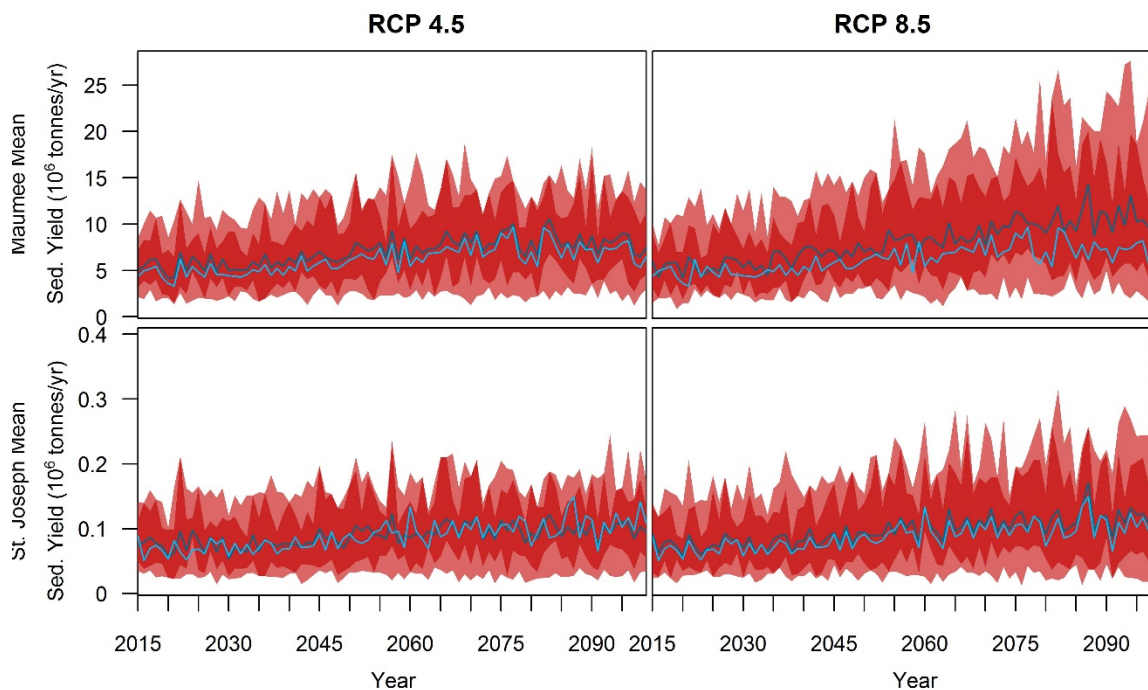 RCP 4.5
RCP 8.5
Maumee Mean
Sed. Yield (10⁶ tonnes/yr)
25
20
15
10
5
0
St. Joseph Mean
Sed. Yield (10⁶ tonnes/yr)
0.4
0.3
0.2
0.1
0
2015 2030 2045 2060 2075 2090 2015 2030 2045 2060 2075 2090
Year
Year